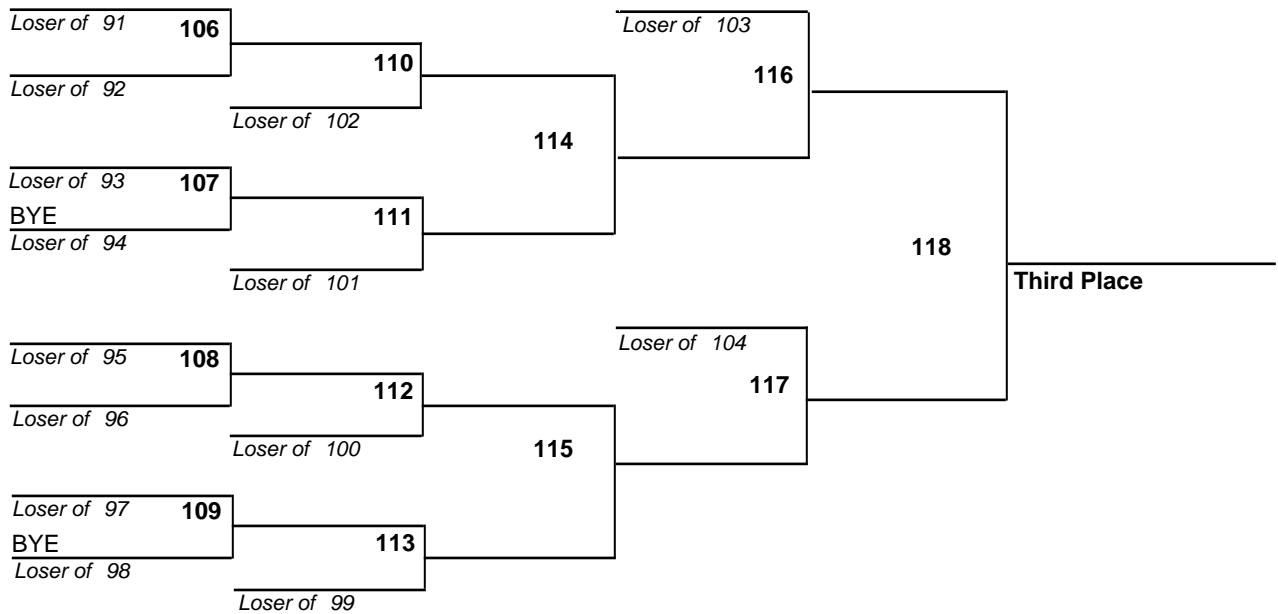 Loser of 91
106
Loser of 92
110
Loser of 102
Loser of 93
107
BYE
Loser of 94
111
Loser of 101
114
Loser of 103
116
118
Third Place
Loser of 95
108
Loser of 96
112
Loser of 100
Loser of 97
109
BYE
Loser of 98
113
Loser of 99
115
Loser of 104
117